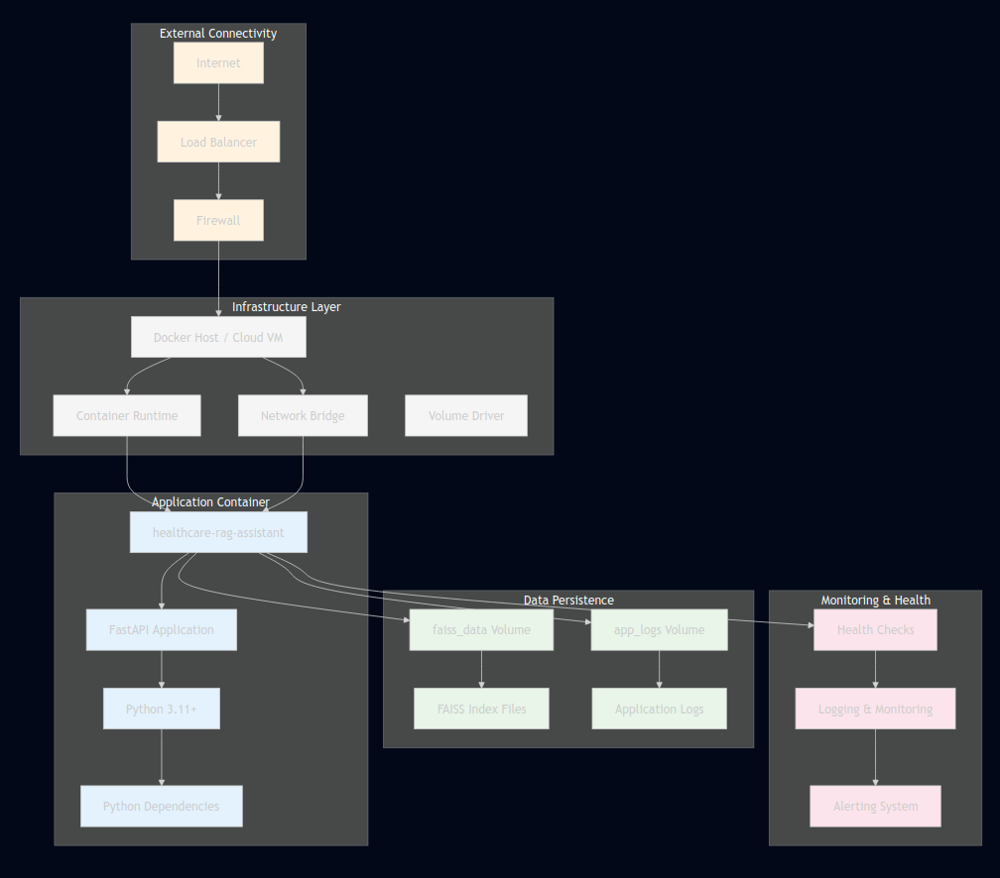 External Connectivity
Internet
Load Balancer
Firewall
Infrastructure Layer
Docker Host / Cloud VM
Container Runtime
Network Bridge
Volume Driver
Application Container
healthcare-rag-assistant
FastAPI Application
Python 3.11+
Python Dependencies
Data Persistence
faiss_data Volume
app_logs Volume
FAISS Index Files
Application Logs
Monitoring & Health
Health Checks
Logging & Monitoring
Alerting System